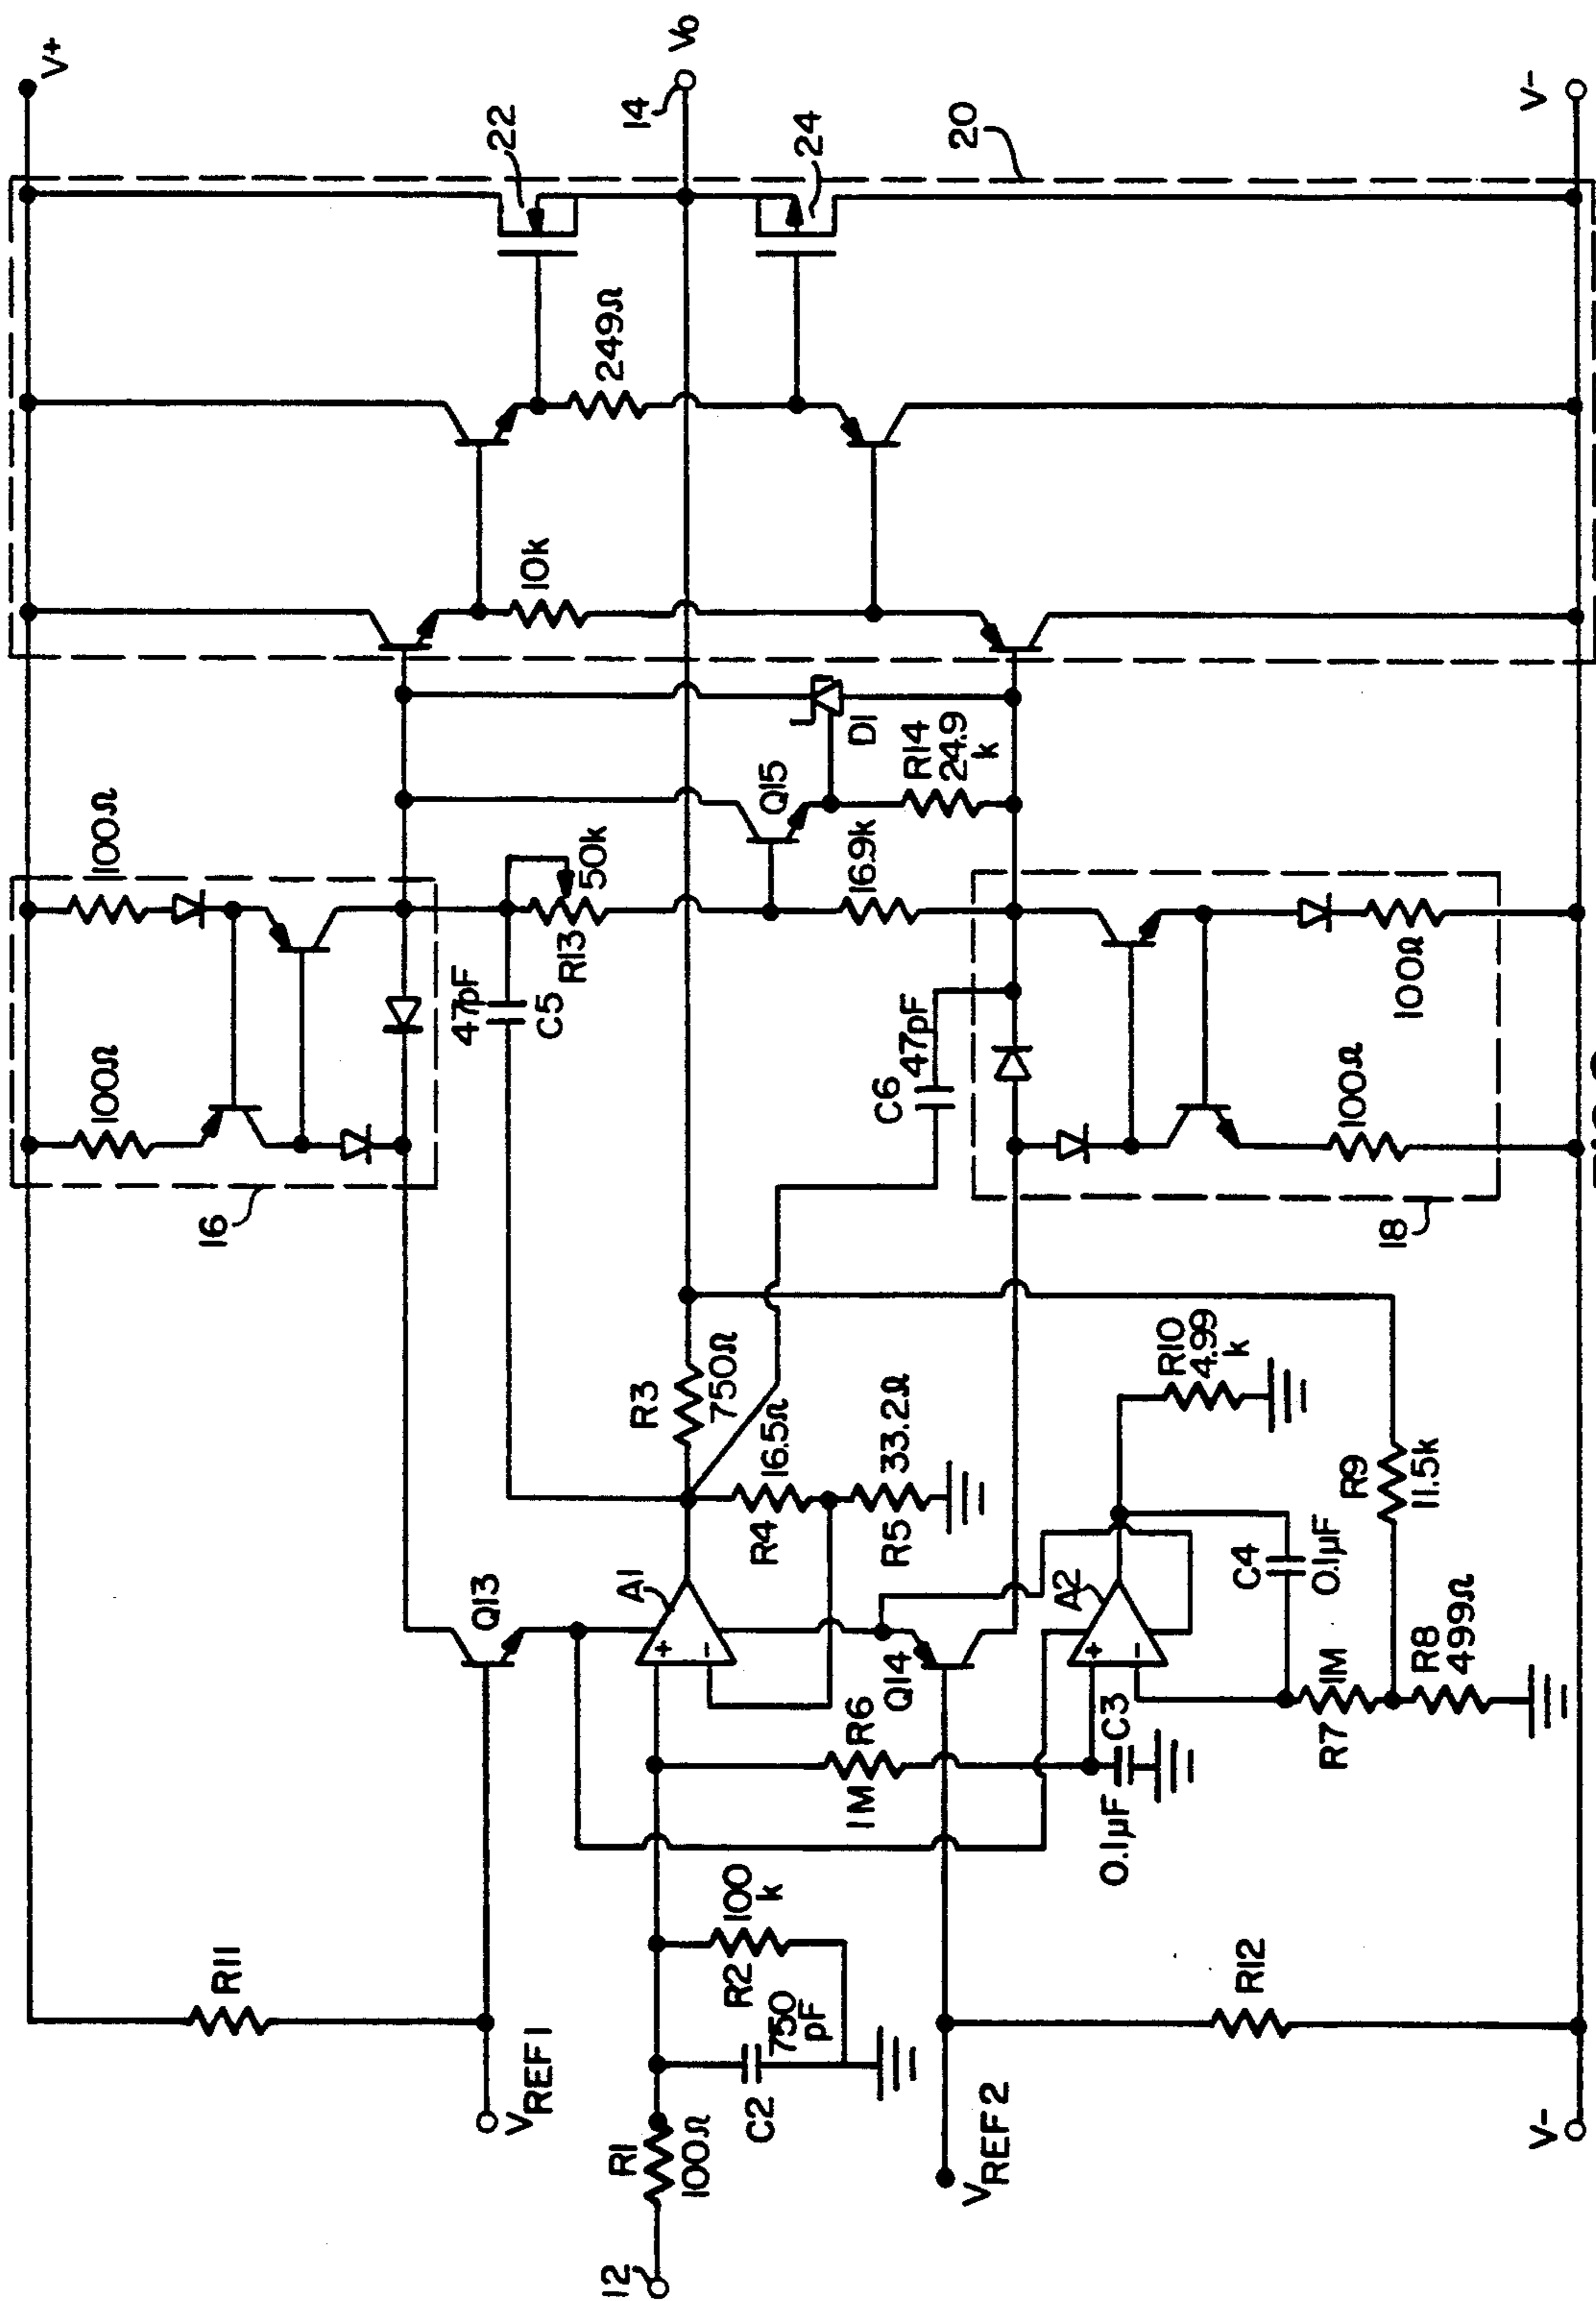 V+
R11
100Ω
100Ω
16
VREF1
Q13
47pF
C5
R13
50k
10k
249Ω
22
12
R1
100Ω
C2
750
pF
R2
100
k
A1
+
-
R3
750Ω
R4
16.5Ω
R5
33.2Ω
Q15
D1
14
Vo
24
R6
1M
Q14
C6
47pF
16.9k
R14
24.9
k
20
VREF2
R12
0.1µF
C3
A2
+
-
C4
0.1µF
R10
4.99
k
R7
1M
R8
499Ω
R9
11.5k
18
100Ω
100Ω
V-
V-